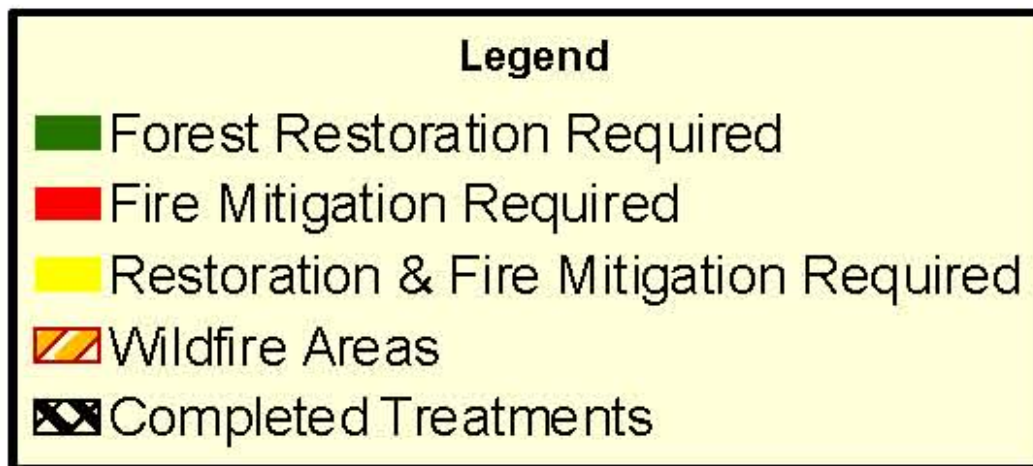 Legend
Forest Restoration Required
Fire Mitigation Required
Restoration & Fire Mitigation Required
Wildfire Areas
Completed Treatments